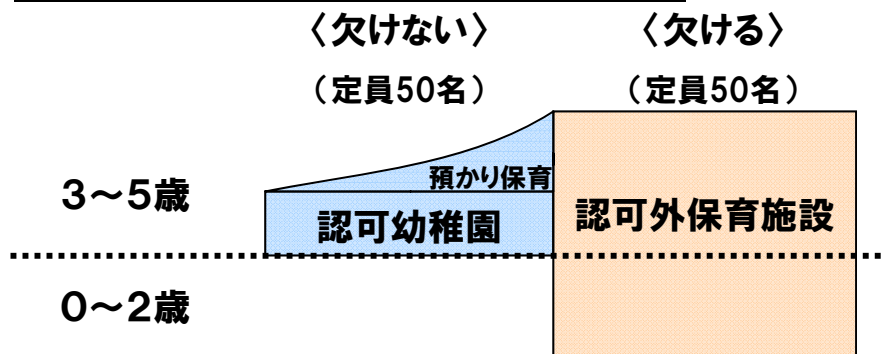 〈欠けない〉 〈欠ける〉
(定員50名) (定員50名)
預かり保育
3~5歳
認可幼稚園
認可外保育施設
0~2歳